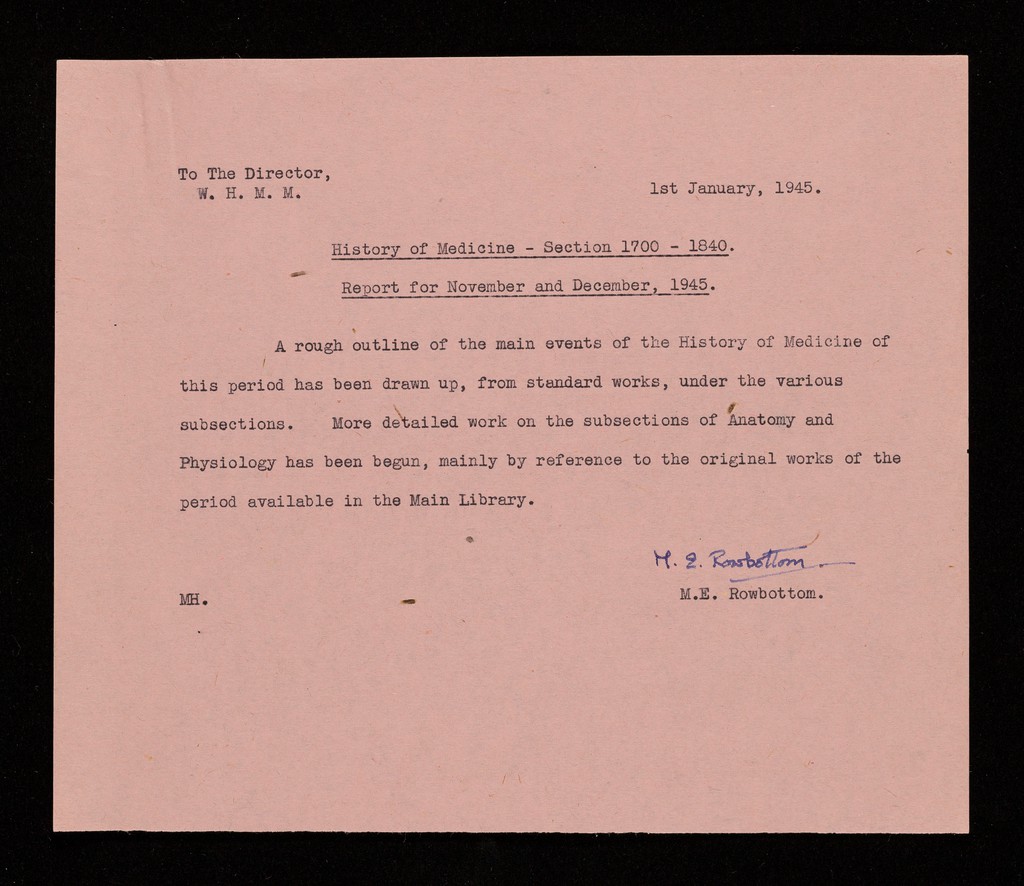 To The Director,
W. H. M. M.
1st January, 1945.
History of Medicine - Section 1700 - 1840.
Report for November and December, 1945.
A rough outline of the main events of the History of Medicine of
this period has been drawn up, from standard works, under the various
subsections. More detailed work on the subsections of Anatomy and
Physiology has been begun, mainly by reference to the original works of the
period available in the Main Library.
M. E. Rowbottom
MH.
M.E. Rowbottom.